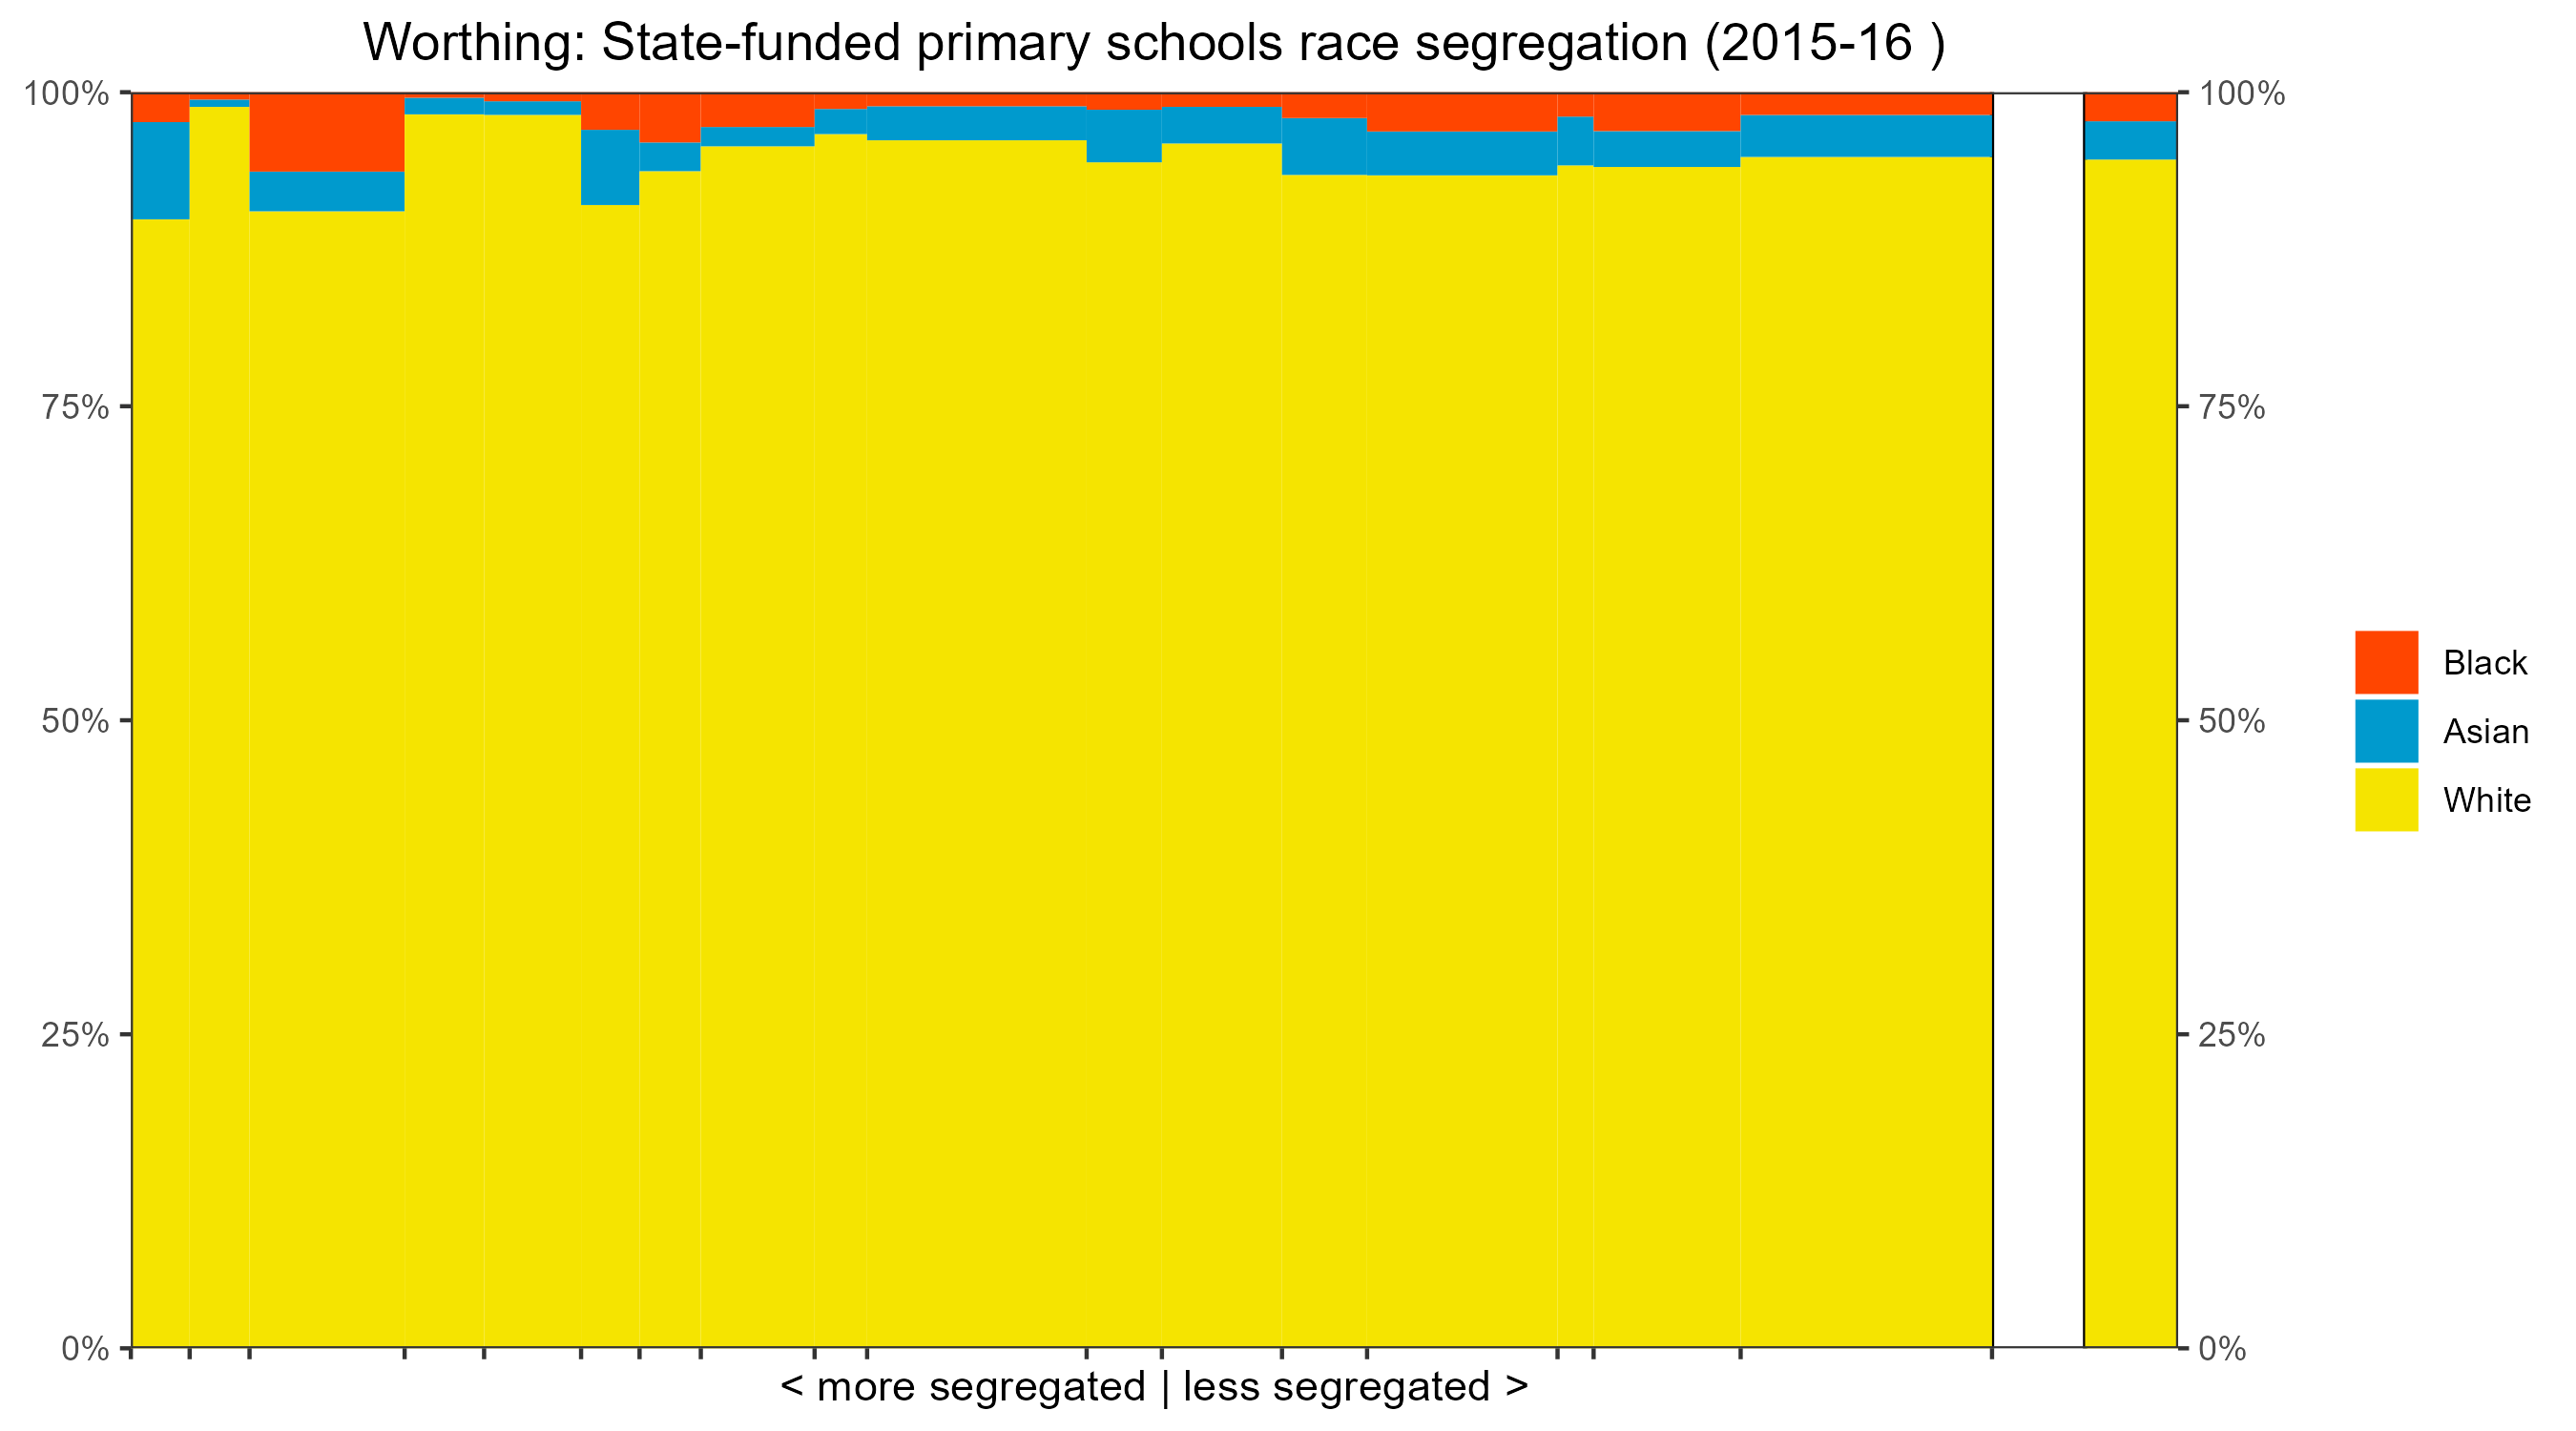 Worthing: State-funded primary schools race segregation (2015-16 )
100%
75%
50%
25%
0%
100%
75%
50%
25%
0%
Black
Asian
White
< more segregated | less segregated >